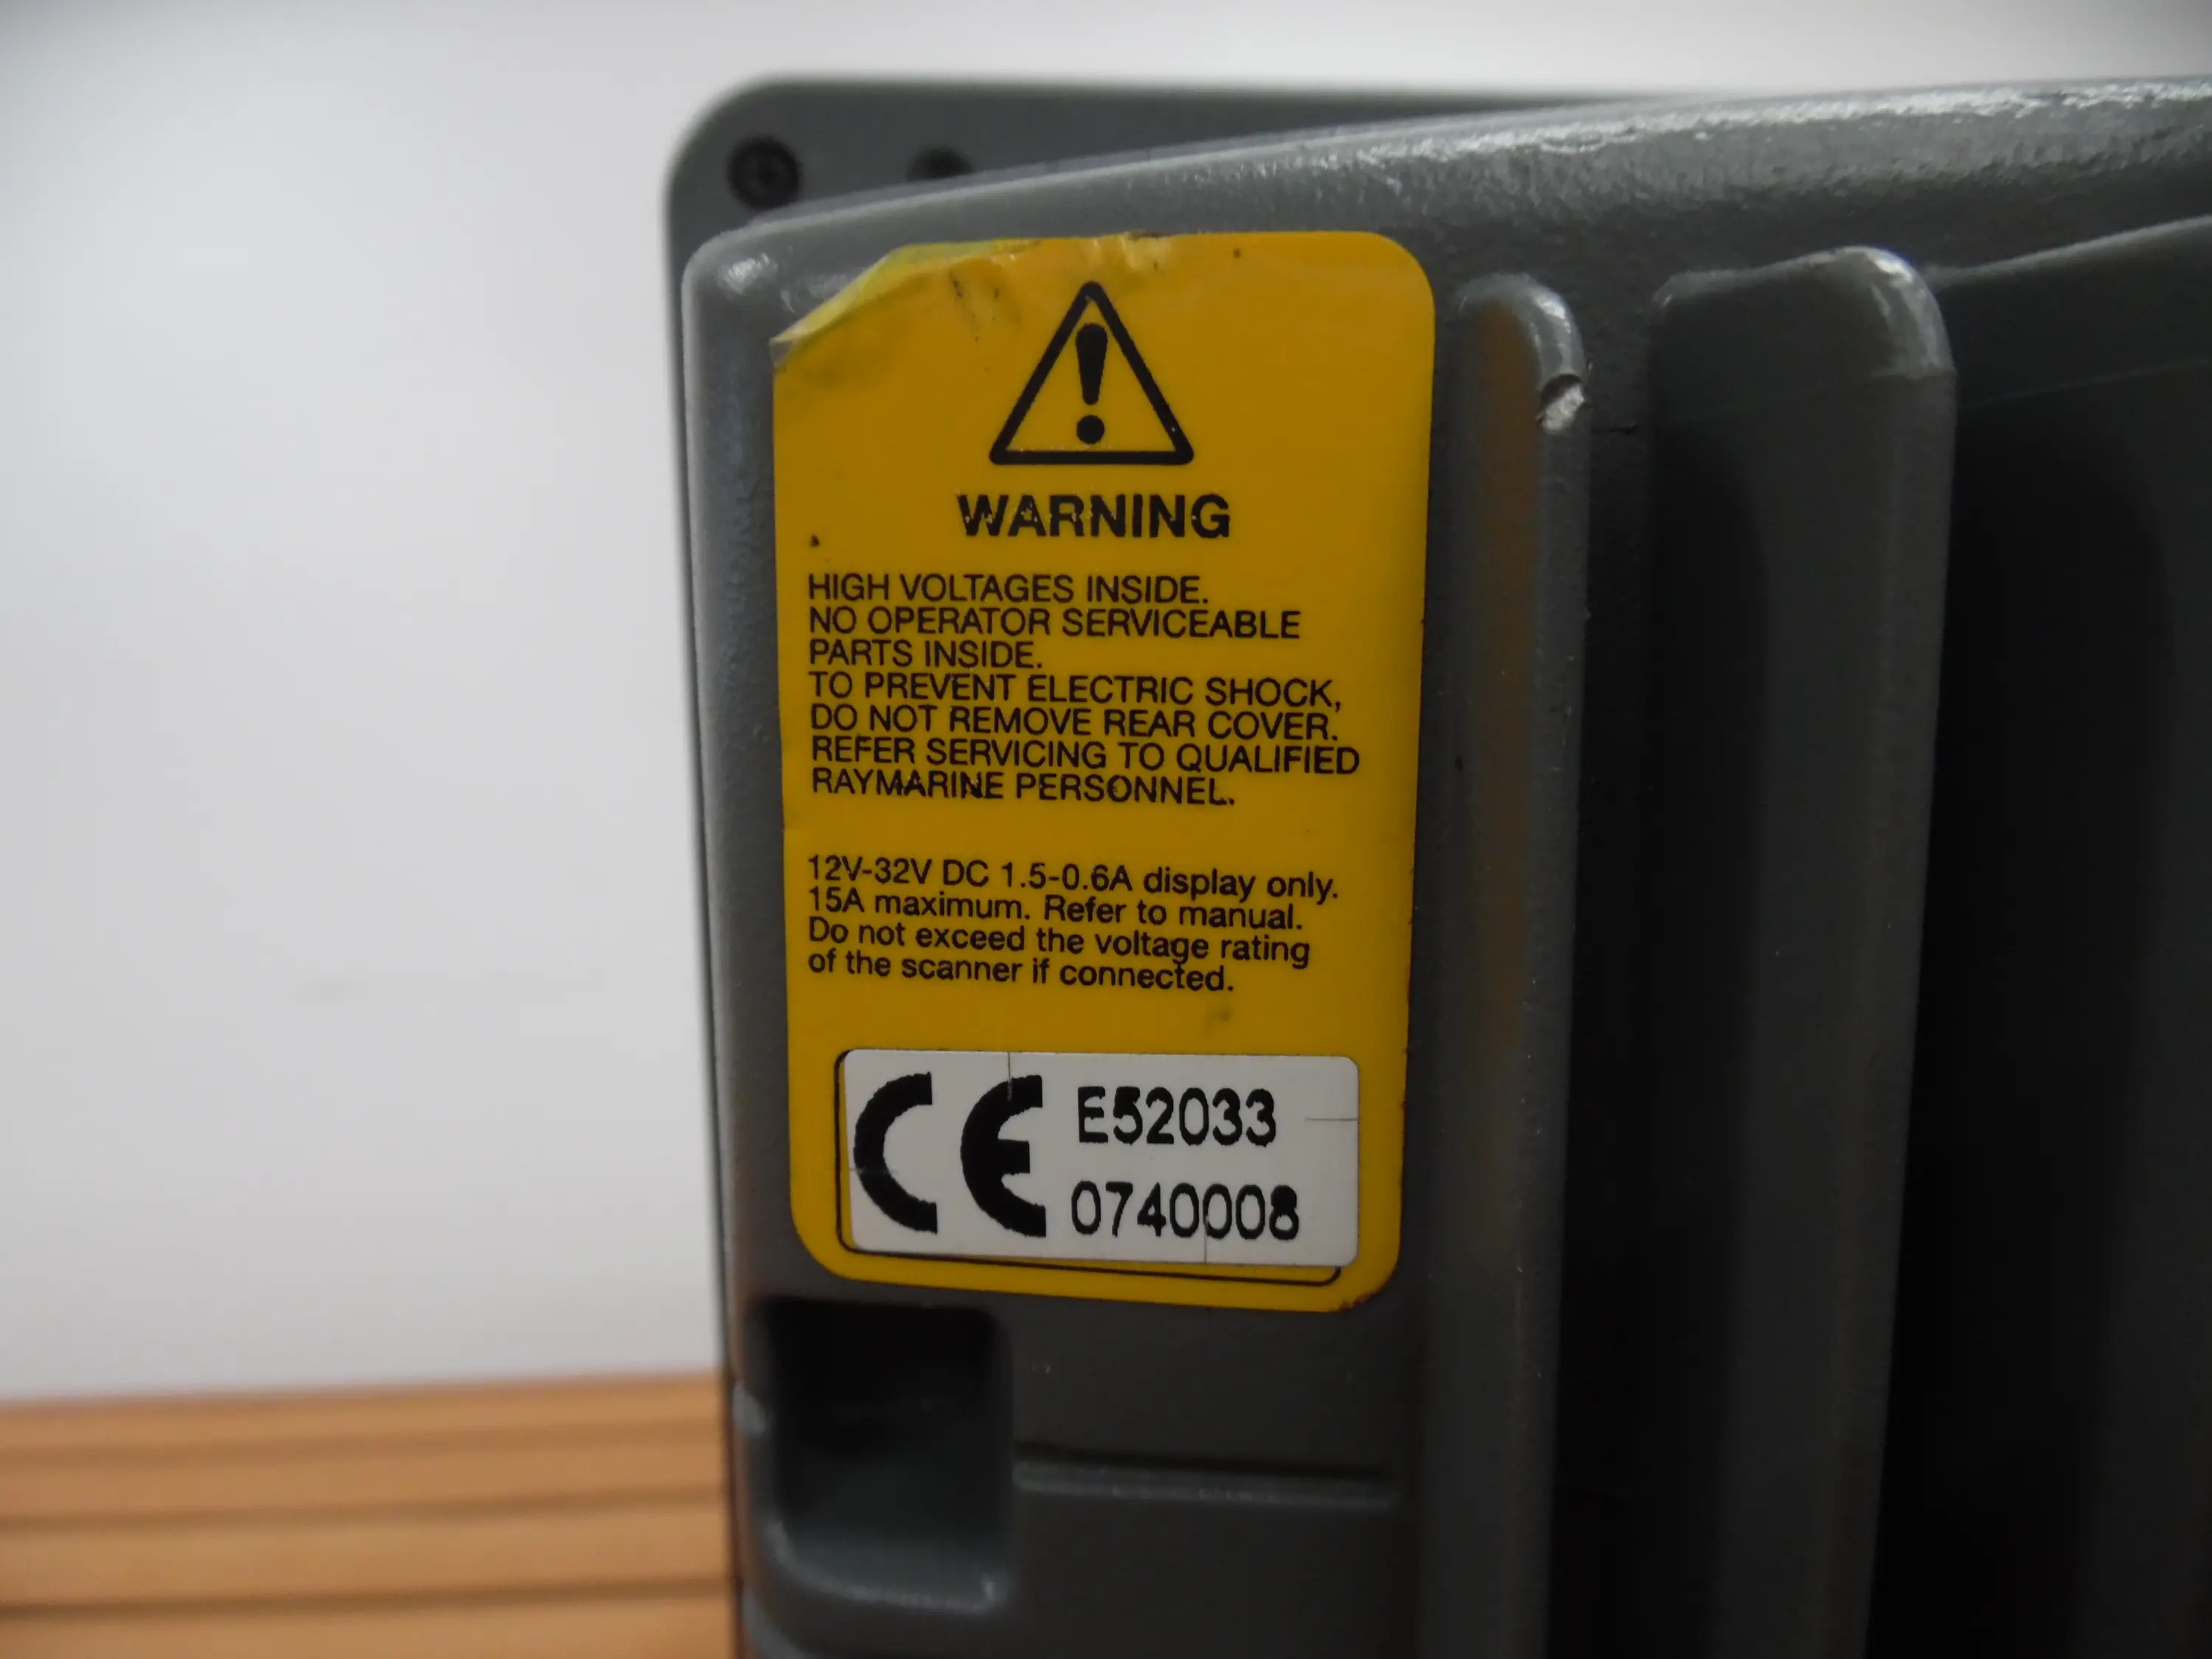 WARNING
HIGH VOLTAGES INSIDE.
NO OPERATOR SERVICEABLE
PARTS INSIDE.
TO PREVENT ELECTRIC SHOCK,
DO NOT REMOVE REAR COVER.
REFER SERVICING TO QUALIFIED
RAYMARINE PERSONNEL.
12V-32V DC 1.5-0.6A display only.
15A maximum. Refer to manual.
Do not exceed the voltage rating
of the scanner if connected.
CE E52033
0740008